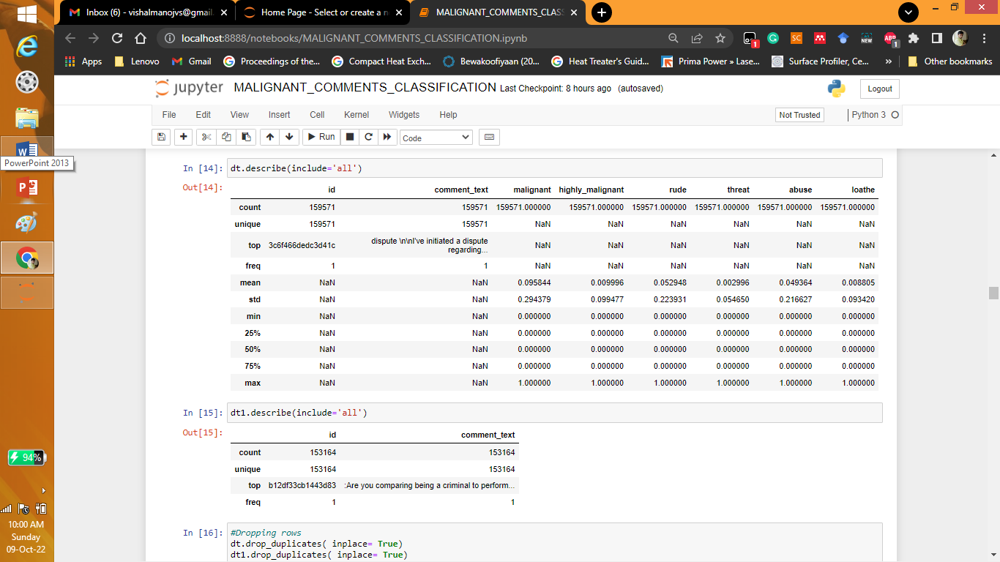 Inbox (6) - vishalmanojvs@gmail. Home Page - Select or create a n MALIGNANT_COMMENTS_CLASS
localhost:8888/notebooks/MALIGNANT_COMMENTS_CLASSIFICATION.ipynb
Apps Lenovo Gmail Proceedings of the... Compact Heat Exch... Bewakoofiyaan (20... Heat Treater's Guid... Prima Power » Lase... Surface Profiler, Ce... » Other bookmarks
jupyter MALIGNANT_COMMENTS_CLASSIFICATION Last Checkpoint: 8 hours ago (autosaved) Logout
File Edit View Insert Cell Kernel Widgets Help Not Trusted Python 3
Run Code
PowerPoint 2013
In [14]: dt.describe(include='all')
Out[14]:
id comment_text malignant highly_malignant rude threat abuse loathe
count 159571 159571 159571.000000 159571.000000 159571.000000 159571.000000 159571.000000 159571.000000
unique 159571 159571 NaN NaN NaN NaN NaN NaN
top 3c6f466dedc3d41c dispute \n\nI've initiated a dispute regarding... NaN NaN NaN NaN NaN NaN
freq 1 1 NaN NaN NaN NaN NaN NaN
mean NaN NaN 0.095844 0.009996 0.052948 0.002996 0.049364 0.008805
std NaN NaN 0.294379 0.099477 0.223931 0.054650 0.216627 0.093420
min NaN NaN 0.000000 0.000000 0.000000 0.000000 0.000000 0.000000
25% NaN NaN 0.000000 0.000000 0.000000 0.000000 0.000000 0.000000
50% NaN NaN 0.000000 0.000000 0.000000 0.000000 0.000000 0.000000
75% NaN NaN 0.000000 0.000000 0.000000 0.000000 0.000000 0.000000
max NaN NaN 1.000000 1.000000 1.000000 1.000000 1.000000 1.000000
In [15]: dt1.describe(include='all')
Out[15]:
id comment_text
count 153164 153164
unique 153164 153164
top b12df33cb1443d83 :Are you comparing being a criminal to perform...
freq 1 1
In [16]: #Dropping rows
dt.drop_duplicates( inplace= True)
dt1.drop_duplicates( inplace= True)
94%
10:00 AM
Sunday
09-Oct-22